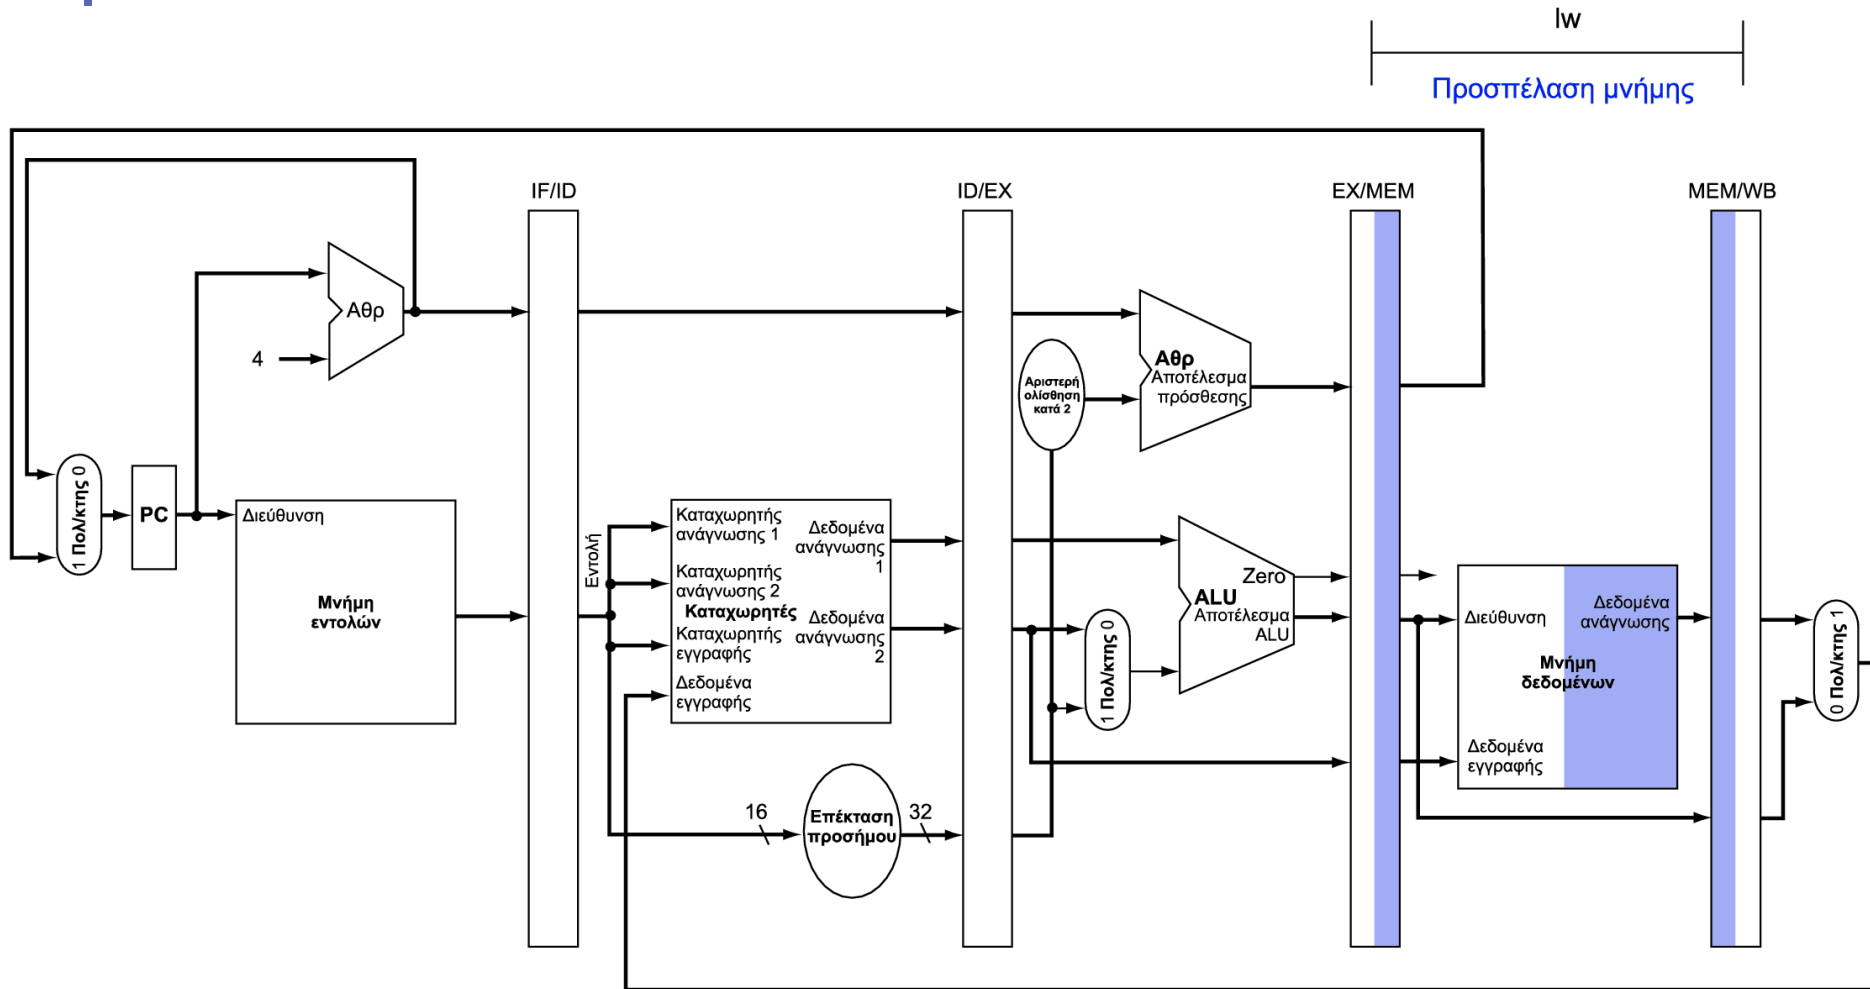 lw
Προσπέλαση μνήμης
IF/ID
ID/EX
EX/MEM
MEM/WB
Αθρ
4
Αθρ
Αποτέλεσμα
πρόσθεσης
Αριστερή
ολίσθηση
κατά 2
1 Πολ/κτης 0
PC
Διεύθυνση
Μνήμη
εντολών
Εντολή
Καταχωρητής
ανάγνωσης 1
Καταχωρητής
ανάγνωσης 2
Καταχωρητές
Καταχωρητής
εγγραφής
Δεδομένα
εγγραφής
Δεδομένα
ανάγνωσης
1
Δεδομένα
ανάγνωσης
2
16
Επέκταση
προσήμου
32
1 Πολ/κτης 0
Zero
ALU
Αποτέλεσμα
ALU
Διεύθυνση
Δεδομένα
ανάγνωσης
Μνήμη
δεδομένων
Δεδομένα
εγγραφής
0 Πολ/κτης 1